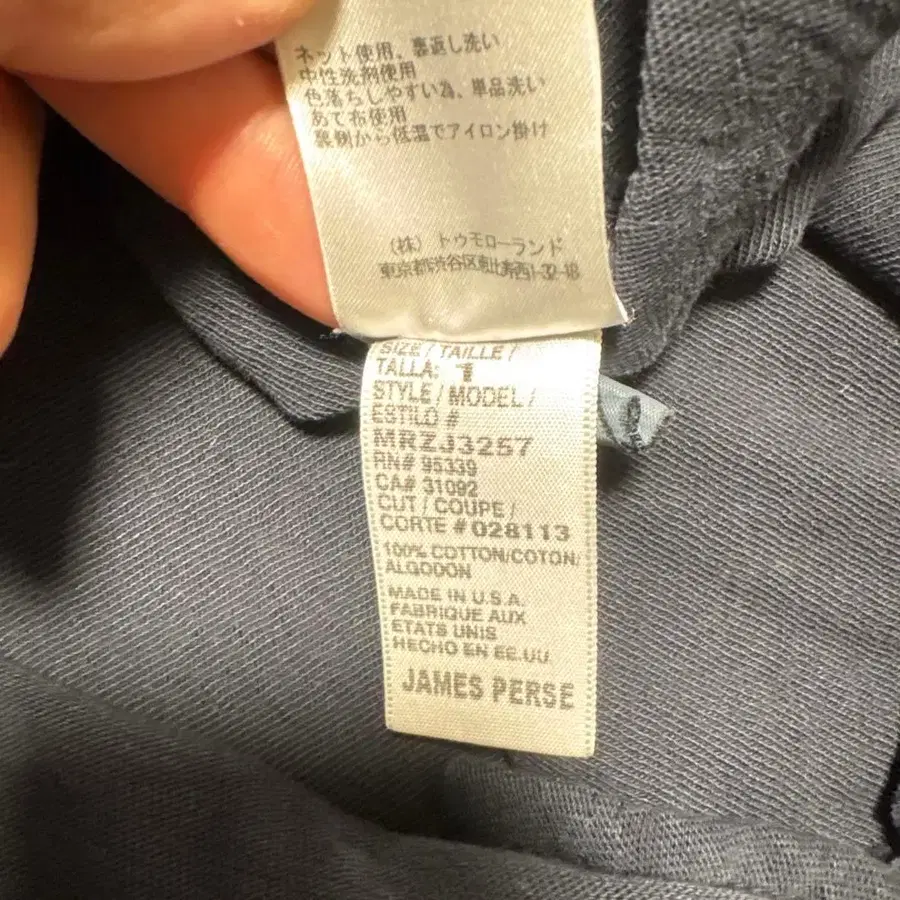 ネット使用、裏返し洗い
中性洗剤使用
色落ちしやすい為、単品洗い
あて布使用
裏側から低温でアイロン掛け
(株) トゥモローランド
東京都渋谷区恵比寿西1-32-18
SIZE / TAILLE /
TALLA: 1
STYLE / MODEL /
ESTILO #
MRZJ3257
RN# 95339
CA# 31092
CUT / COUPE /
CORTE # 028113
100% COTTON/COTON/
ALGODON
MADE IN U.S.A.
FABRIQUE AUX
ETATS UNIS
HECHO EN EE.UU.
JAMES PERSE